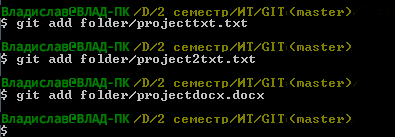 Владислав@ВЛАД-ПК /D/2 семестр/ИТ/GIT (master)
$ git add folder/projecttxt.txt
Владислав@ВЛАД-ПК /D/2 семестр/ИТ/GIT (master)
$ git add folder/project2txt.txt
Владислав@ВЛАД-ПК /D/2 семестр/ИТ/GIT (master)
$ git add folder/projectdocx.docx
Владислав@ВЛАД-ПК /D/2 семестр/ИТ/GIT (master)
$